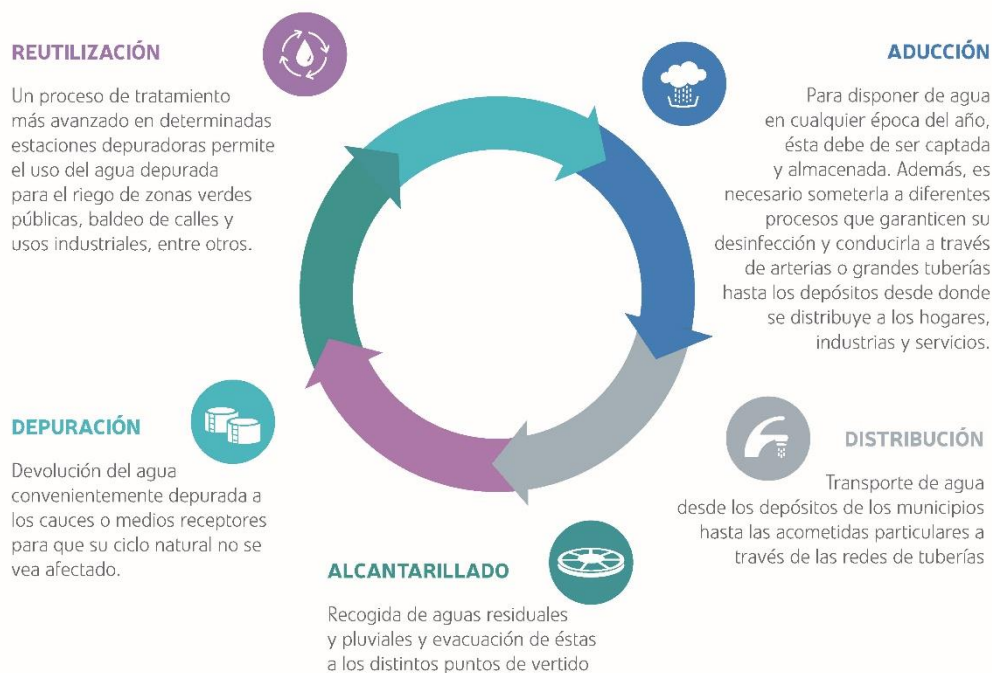 REUTILIZACIÓN
Un proceso de tratamiento
más avanzado en determinadas
estaciones depuradoras permite
el uso del agua depurada
para el riego de zonas verdes
públicas, baldeo de calles y
usos industriales, entre otros.
ADUCCIÓN
Para disponer de agua
en cualquier época del año,
ésta debe de ser captada
y almacenada. Además, es
necesario someterla a diferentes
procesos que garanticen su
desinfección y conducirla a través
de arterias o grandes tuberías
hasta los depósitos desde donde
se distribuye a los hogares,
industrias y servicios.
DISTRIBUCIÓN
Transporte de agua
desde los depósitos de los municipios
hasta las acometidas particulares a
través de las redes de tuberías
ALCANTARILLADO
Recogida de aguas residuales
y pluviales y evacuación de éstas
a los distintos puntos de vertido
DEPURACIÓN
Devolución del agua
convenientemente depurada a
los cauces o medios receptores
para que su ciclo natural no se
vea afectado.